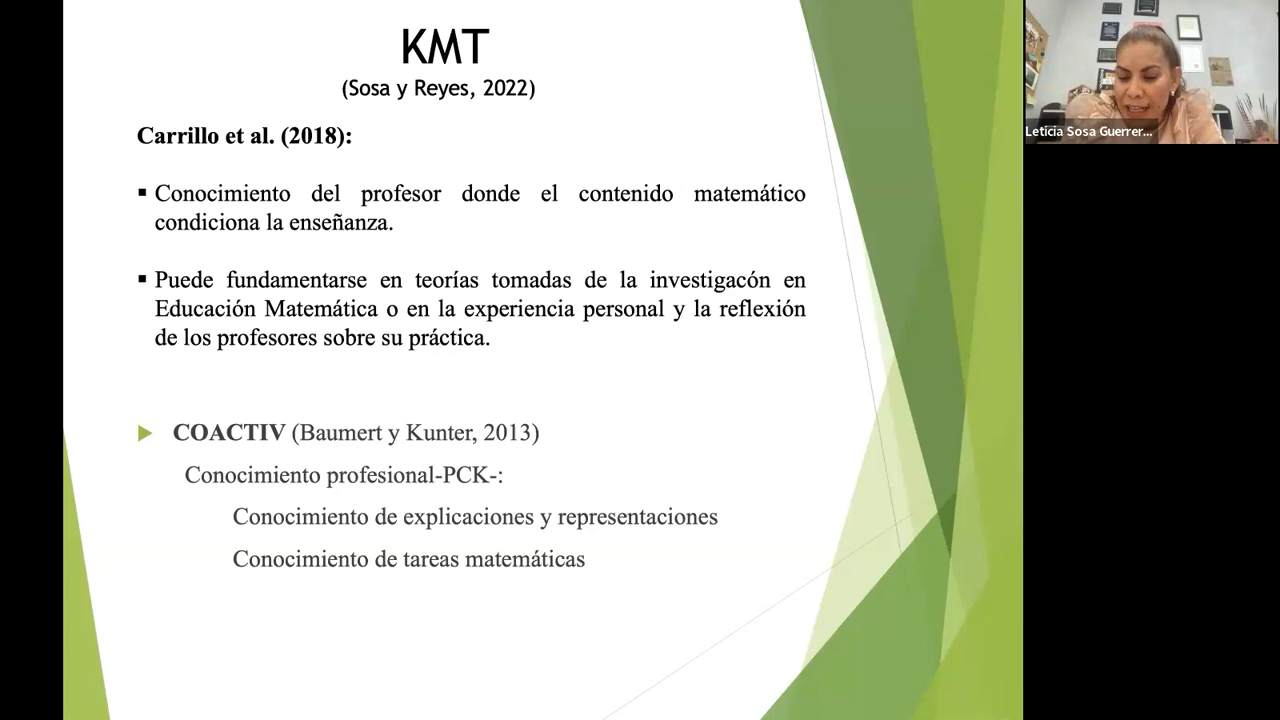 KMT
(Sosa y Reyes, 2022)
Carrillo et al. (2018):
▪ Conocimiento del profesor donde el contenido matemático
condiciona la enseñanza.
▪ Puede fundamentarse en teorías tomadas de la investigacón en
Educación Matemática o en la experiencia personal y la reflexión
de los profesores sobre su práctica.
COACTIV (Baumert y Kunter, 2013)
Conocimiento profesional-PCK-:
Conocimiento de explicaciones y representaciones
Conocimiento de tareas matemáticas
Leticia Sosa Guerrer...